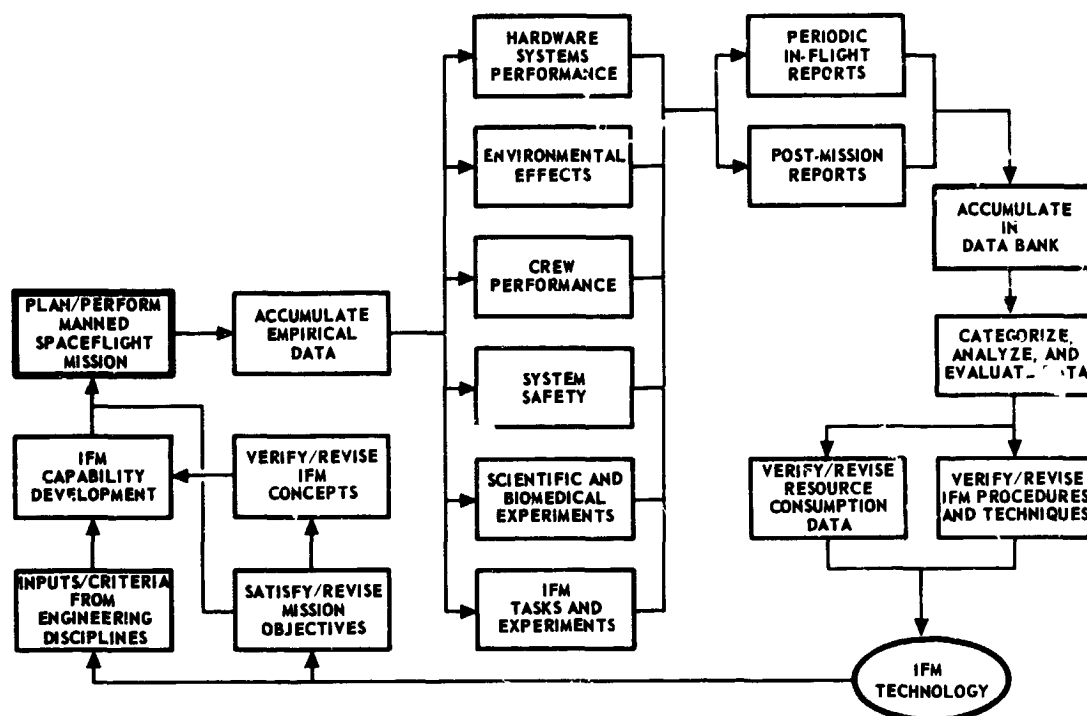 HARDWARE
SYSTEMS
PERFORMANCE
PERIODIC
IN-FLIGHT
REPORTS
ENVIRONMENTAL
EFFECTS
POST-MISSION
REPORTS
ACCUMULATE
IN
DATA BANK
CREW
PERFORMANCE
PLAN/PERFORM
MANNED
SPACEFLIGHT
MISSION
ACCUMULATE
EMPIRICAL
DATA
CATEGORIZE,
ANALYZE, AND
SYSTEM
SAFETY
IFM
CAPABILITY
DEVELOPMENT
VERIFY/REVISE
IFM
CONCEPTS
SCIENTIFIC AND
BIOMEDICAL
EXPERIMENTS
VERIFY/REVISE
RESOURCE
CONSUMPTION
DATA
VERIFY/REVISE
IFM PROCEDURES
AND TECHNIQUES
INPUTS/CRITERIA
FROM
ENGINEERING
DISCIPLINES
SATISFY/REVISE
MISSION
OBJECTIVES
IFM
TASKS AND
EXPERIMENTS
IFM
TECHNOLOGY